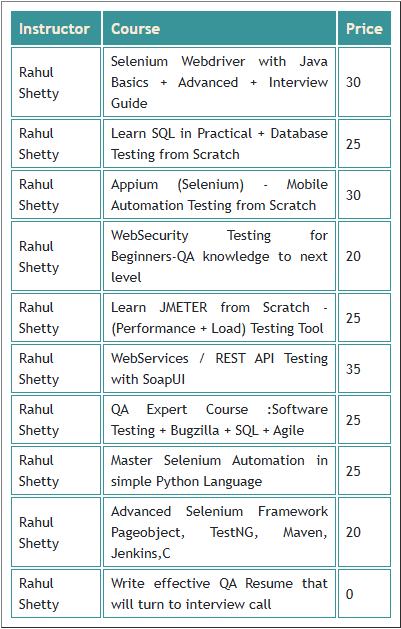 Instructor Course Price
Rahul Shetty Selenium Webdriver with Java Basics + Advanced + Interview Guide 30
Rahul Shetty Learn SQL in Practical + Database Testing from Scratch 25
Rahul Shetty Appium (Selenium) - Mobile Automation Testing from Scratch 30
Rahul Shetty WebSecurity Testing for Beginners-QA knowledge to next level 20
Rahul Shetty Learn JMETER from Scratch - (Performance + Load) Testing Tool 25
Rahul Shetty WebServices / REST API Testing with SoapUI 35
Rahul Shetty QA Expert Course :Software Testing + Bugzilla + SQL + Agile 25
Rahul Shetty Master Selenium Automation in simple Python Language 25
Rahul Shetty Advanced Selenium Framework Pageobject, TestNG, Maven, Jenkins,C 20
Rahul Shetty Write effective QA Resume that will turn to interview call 0